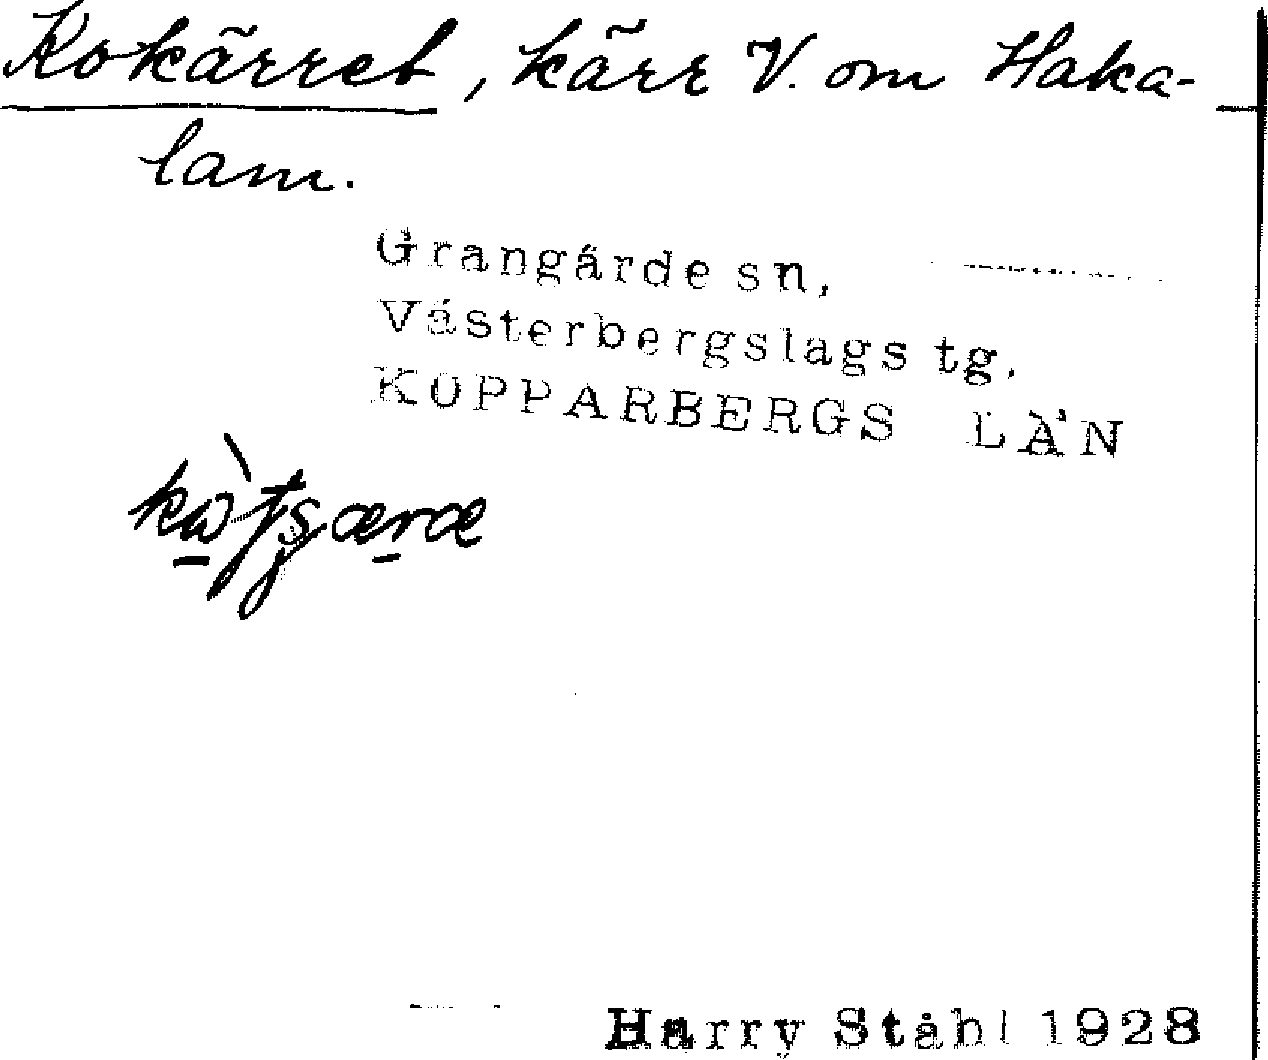 Kokärret, kärr V. om Haka-
lam.
Grangärde sn,
Västerbergslags tg.
KOPPARBERGS LÄN
Harry Ståhl 1928